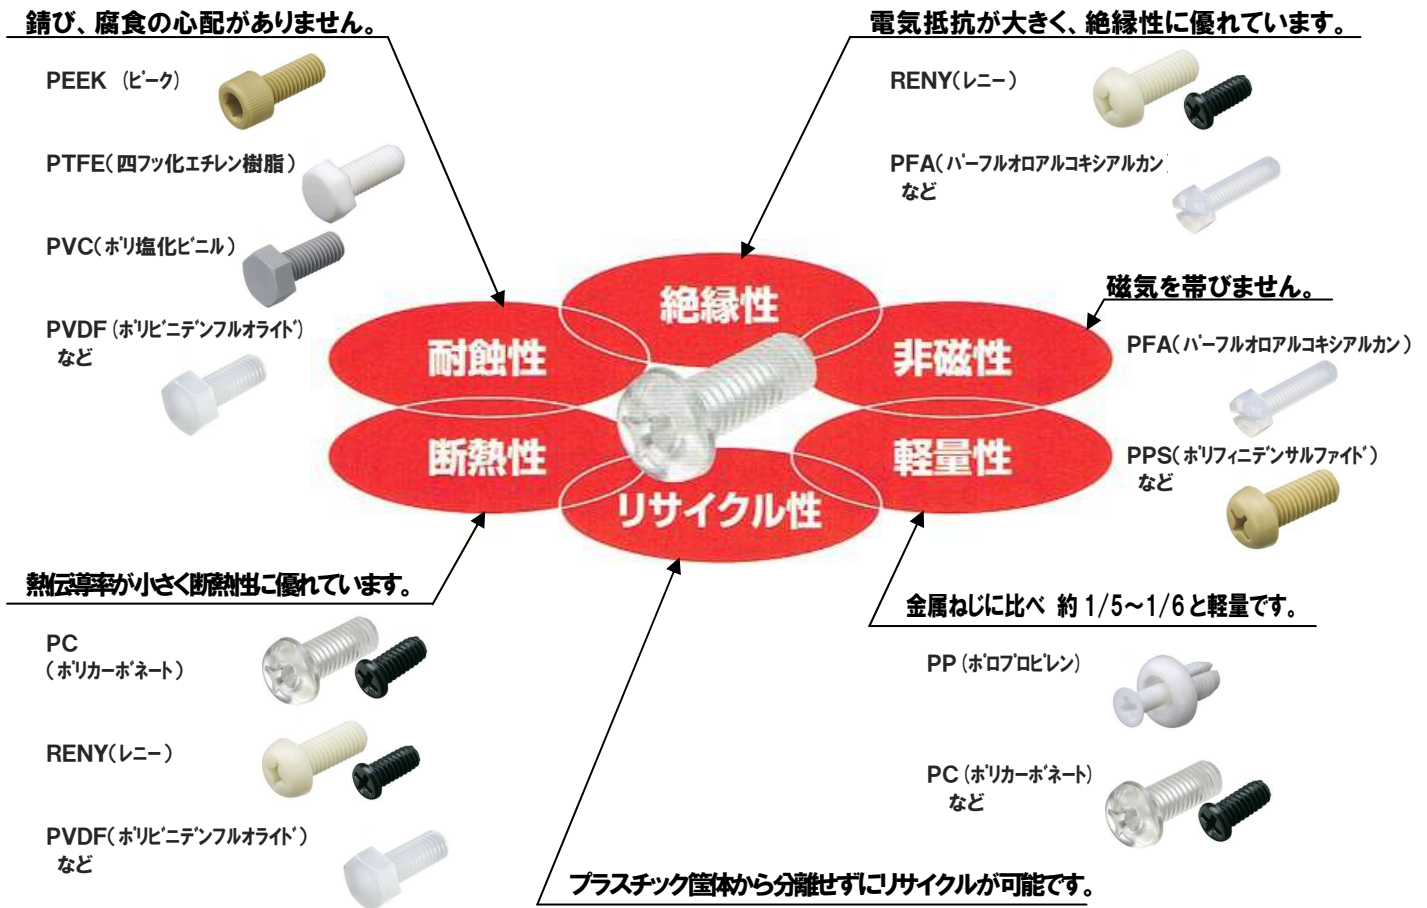 錆び、腐食の心配がありません。
PEEK (ピーク)
PTFE(四フッ化エチレン樹脂)
PVC(ポリ塩化ビニル)
PVDF (ポリビニデンフルオライド)
など
電気抵抗が大きく、絶縁性に優れています。
RENY(レニー)
PFA(パーフルオロアルコキシアルカン)
など
磁気を帯びません。
PFA(パーフルオロアルコキシアルカン)
PPS(ポリフィニデンサルファイド)
など
絶縁性
耐蝕性
非磁性
断熱性
軽量性
リサイクル性
熱伝導率が小さく断熱性に優れています。
PC
(ポリカーボネート)
RENY(レニー)
PVDF(ポリビニデンフルオライド)
など
金属ねじに比べ 約1/5~1/6と軽量です。
PP (ポロプロピレン)
PC (ポリカーボネート)
など
プラスチック筐体から分離せずにリサイクルが可能です。